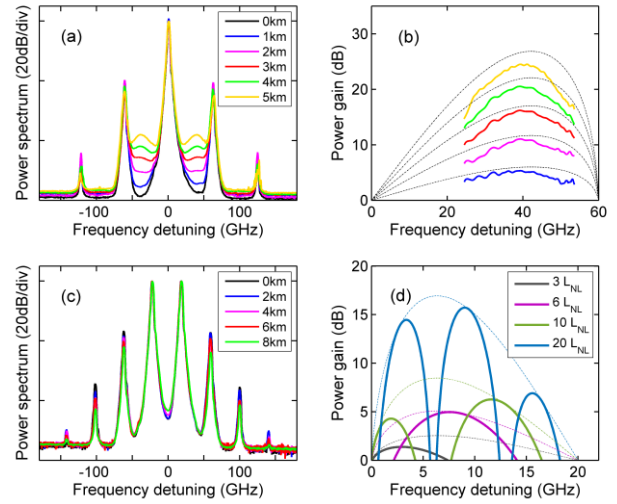 (a)
Power spectrum (20dB/div)
0km
1km
2km
3km
4km
5km
-100 0 100
Frequency detuning (GHz)
(b)
Power gain (dB)
30
20
10
0
0 20 40 60
Frequency detuning (GHz)
(c)
Power spectrum (20dB/div)
0km
2km
4km
6km
8km
-100 0 100
Frequency detuning (GHz)
(d)
Power gain (dB)
20
15
10
5
0
3 L_NL
6 L_NL
10 L_NL
20 L_NL
0 5 10 15 20
Frequency detuning (GHz)